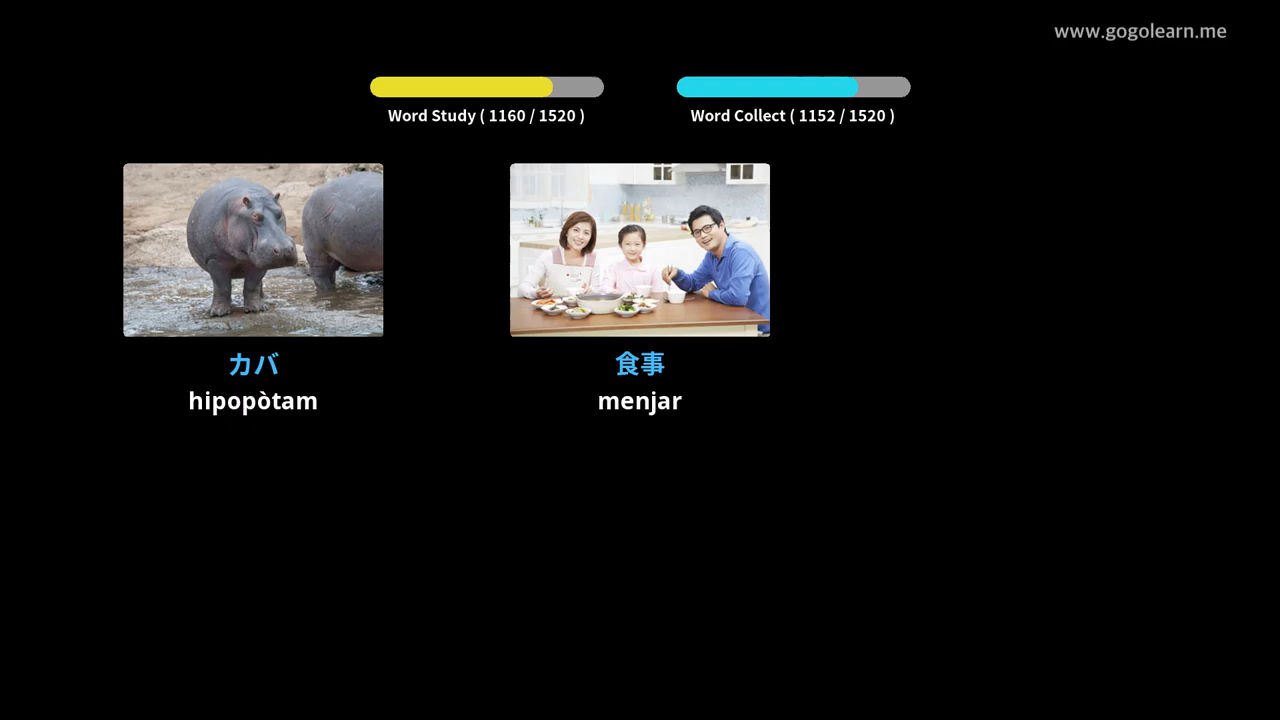 www.gogolearn.me
Word Study ( 1160 / 1520 )
Word Collect ( 1152 / 1520 )
カバ
hipopòtam
食事
menjar